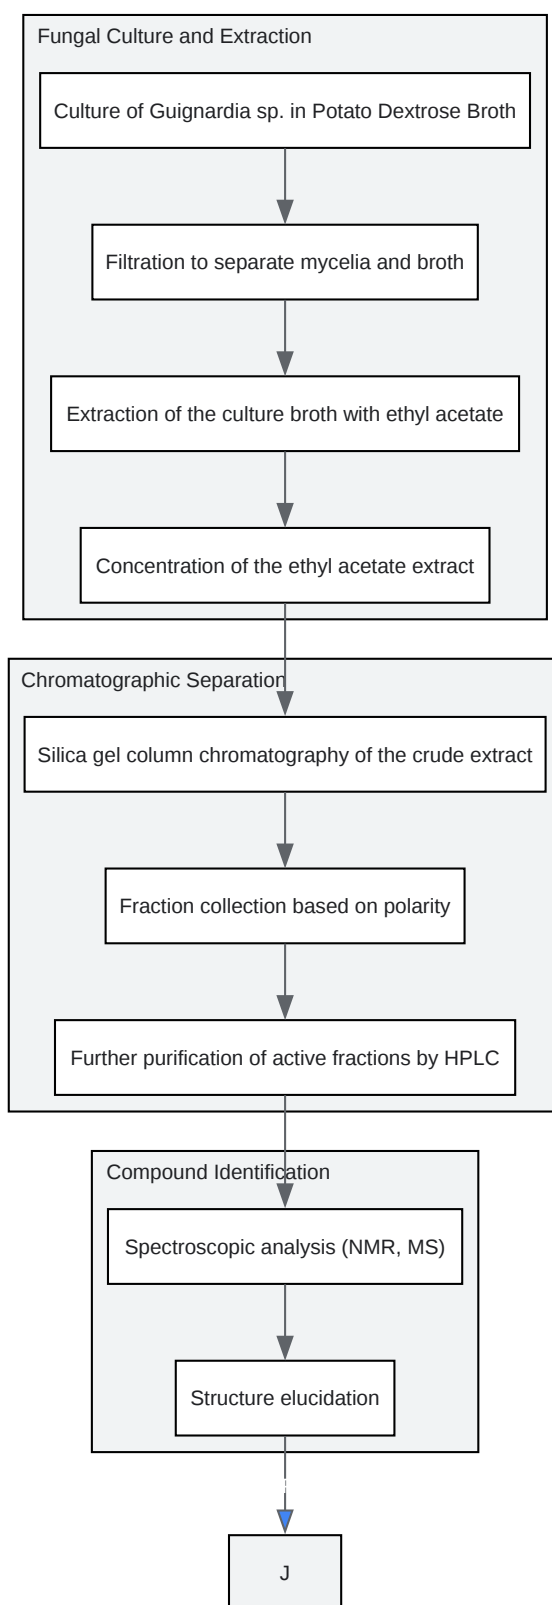 Fungal Culture and Extraction
Culture of Guignardia sp. in Potato Dextrose Broth
Filtration to separate mycelia and broth
Extraction of the culture broth with ethyl acetate
Concentration of the ethyl acetate extract
Chromatographic Separation
Silica gel column chromatography of the crude extract
Fraction collection based on polarity
Further purification of active fractions by HPLC
Compound Identification
Spectroscopic analysis (NMR, MS)
Structure elucidation
J